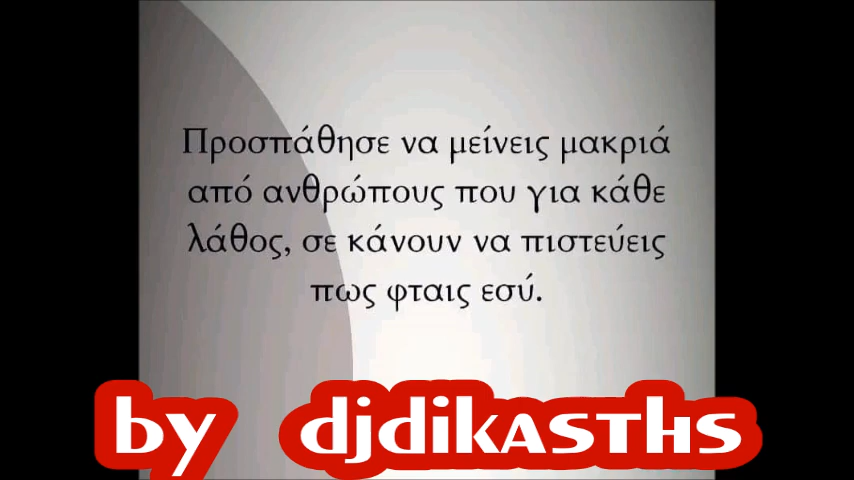 Προσπάθησε να μείνεις μακριά
από ανθρώπους που για κάθε
λάθος, σε κάνουν να πιστεύεις
πως φταις εσύ.
by djdikasths